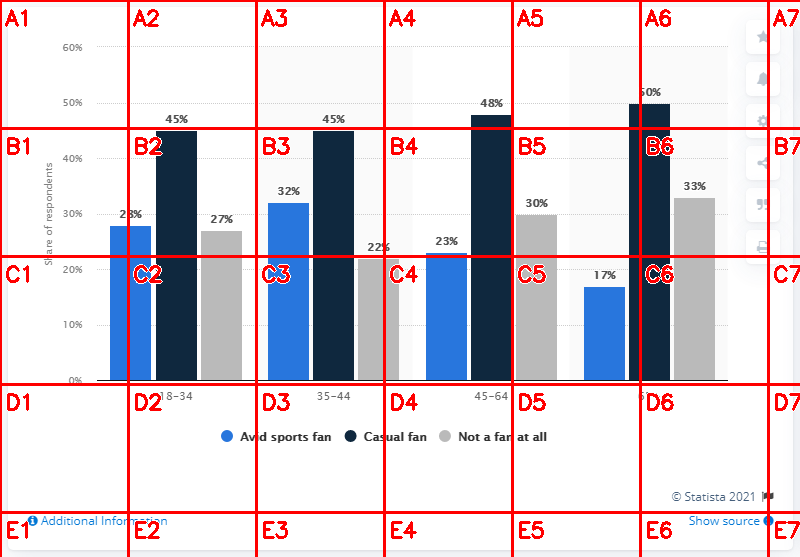 A1 A2 A3 A4 A5 A6 A7
60%
50%
48%
50%
45%
45%
B1 B2 B3 B4 B5 B6 B7
40%
Share of respondents
32%
33%
30%
30%
28%
27%
23%
22%
C1 C2 C3 C4 C5 C6 C7
20%
17%
10%
0%
D1 D2 D3 D4 D5 D6 D7
18–34
35–44
45–64
Avid sports fan
Casual fan
Not a fan at all
© Statista 2021
E1 E2 E3 E4 E5 E6 E7
Additional Information
Show source